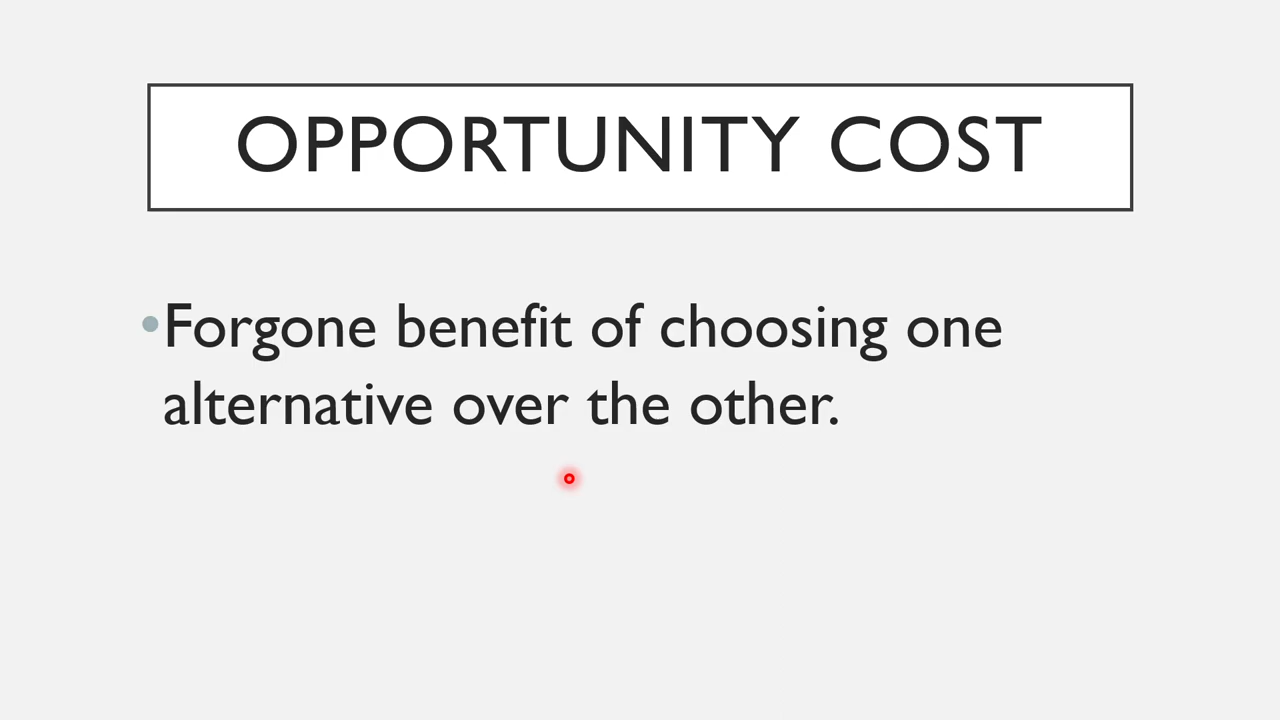 OPPORTUNITY COST
•Forgone benefit of choosing one
alternative over the other.